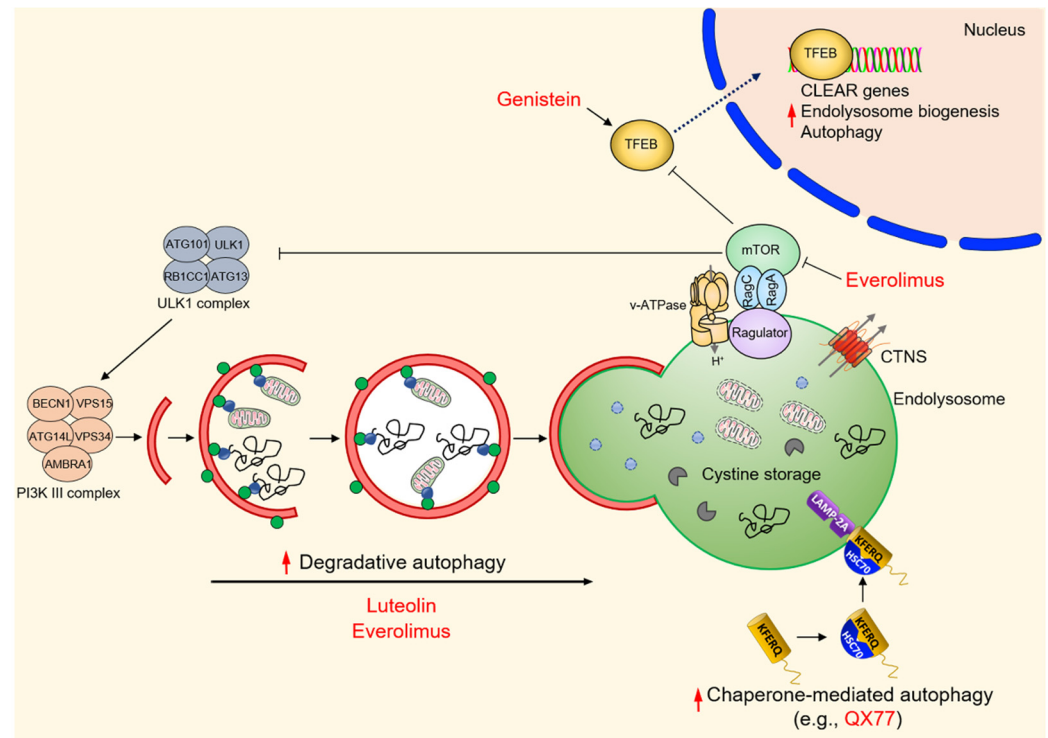 Nucleus
TFEB
CLEAR genes
Endolysosome biogenesis
Autophagy
Genistein
TFEB
mTOR
Everolimus
RagC
RagA
v-ATPase
Ragulator
H+
CTNS
Endolysosome
ATG101
ULK1
RB1CC1
ATG13
ULK1 complex
BECN1
VPS15
ATG14L
VPS34
AMBRA1
PI3K III complex
Cystine storage
LAMP-2A
KFERQ
HSC70
Degradative autophagy
Luteolin
Everolimus
KFERQ
KFERQ
HSC70
Chaperone-mediated autophagy
(e.g., QX77)